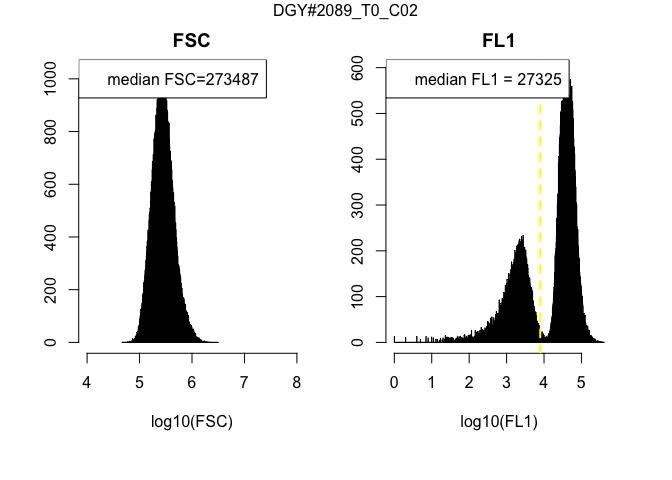 DGY#2089_T0_C02
FSC
FL1
median FSC=273487
median FL1 = 27325
0 200 400 600 800 1000
0 100 200 300 400 500 600
4 5 6 7 8
0 1 2 3 4 5
log10(FSC)
log10(FL1)